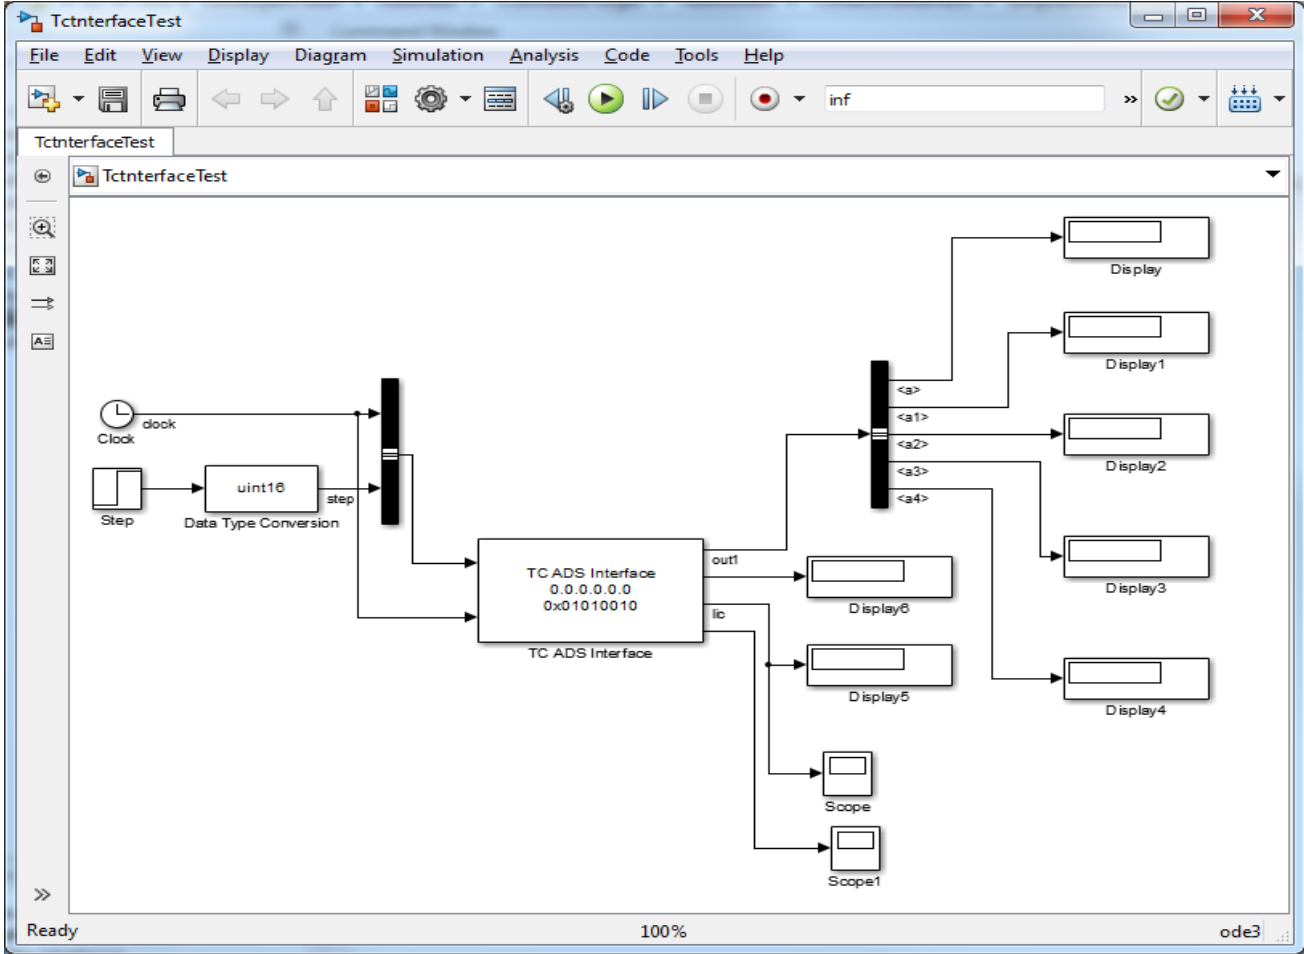 TctnterfaceTest
File Edit View Display Diagram Simulation Analysis Code Tools Help
inf
TctnterfaceTest
TctnterfaceTest
Display
Display1
<a>
<a1>
clock
Clock
<a2>
Display2
<a3>
uint16
step
<a4>
Step
Data Type Conversion
out1
TC ADS Interface
0.0.0.0.0.0
0x01010010
Display3
Display6
lic
TC ADS Interface
Display5
Display4
Scope
Scope1
Ready 100% ode3